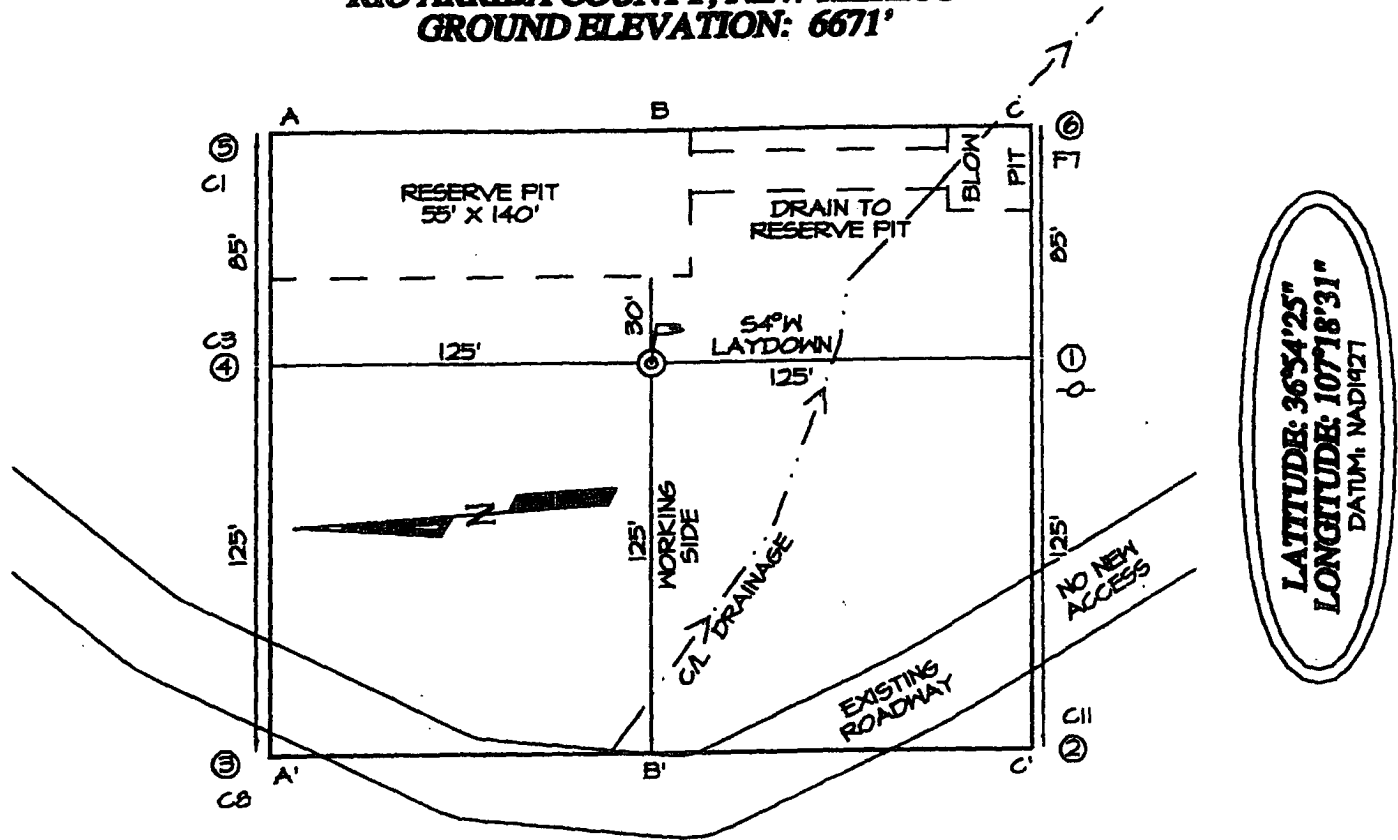 GROUND ELEVATION: 6671'
A
B
C
⑤
C1
⑥
F7
RESERVE PIT
55' X 140'
BLOW
PIT
DRAIN TO
RESERVE PIT
85'
85'
30'
C3
④
125'
S4°W
LAYDOWN
125'
①
-0-
N
125'
125'
WORKING
SIDE
125'
C/L DRAINAGE
NO NEW
ACCESS
EXISTING
ROADWAY
③
A'
C8
B'
C'
C11
②
LATITUDE: 36°54'25"
LONGITUDE: 107°18'31"
DATUM: NAD1927